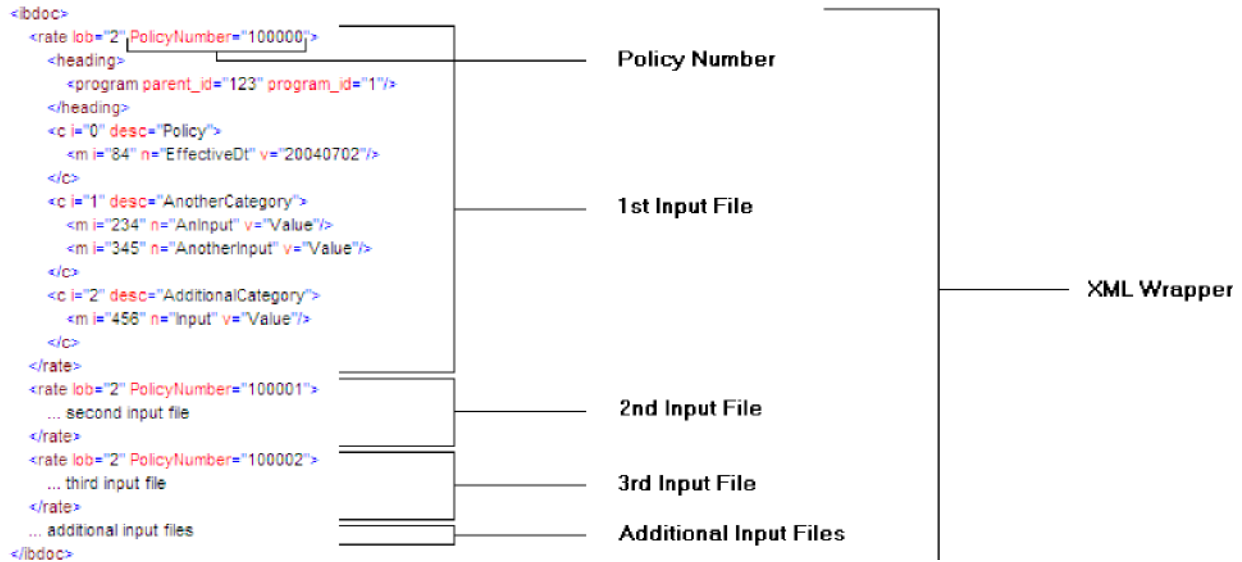 <ibdoc>
<rate lob="2" PolicyNumber="100000">
<heading>
<program parent_id="123" program_id="1"/>
</heading>
<c i="0" desc="Policy">
<m i="84" n="EffectiveDt" v="20040702"/>
</c>
<c i="1" desc="AnotherCategory">
<m i="234" n="AnInput" v="Value"/>
<m i="345" n="AnotherInput" v="Value"/>
</c>
<c i="2" desc="AdditionalCategory">
<m i="456" n="Input" v="Value"/>
</c>
</rate>
<rate lob="2" PolicyNumber="100001">
... second input file
</rate>
<rate lob="2" PolicyNumber="100002">
... third input file
</rate>
... additional input files
</ibdoc>
Policy Number
1st Input File
2nd Input File
3rd Input File
Additional Input Files
XML Wrapper